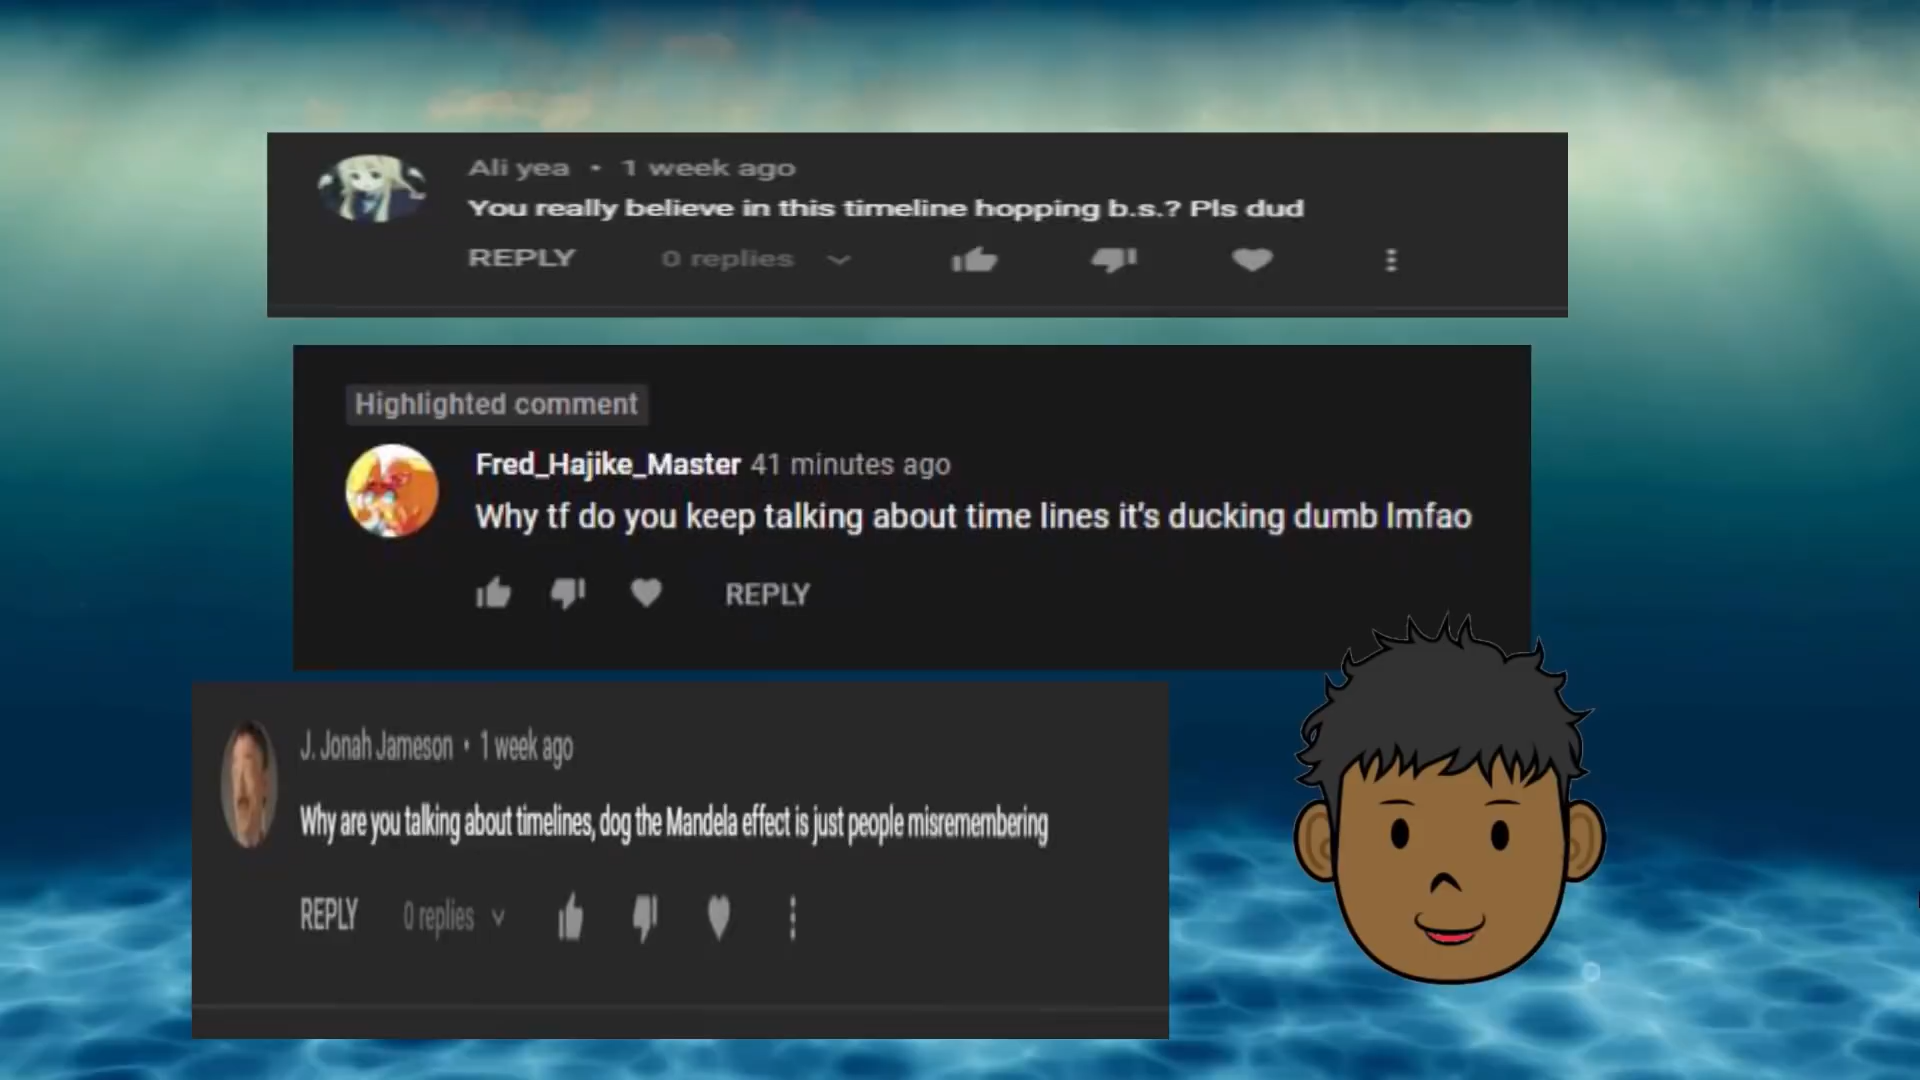 Ali yea • 1 week ago
You really believe in this timeline hopping b.s.? Pls dud
REPLY 0 replies
Highlighted comment
Fred_Hajike_Master 41 minutes ago
Why tf do you keep talking about time lines it's ducking dumb lmfao
REPLY
J. Jonah Jameson • 1 week ago
Why are you talking about timelines, dog the Mandela effect is just people misremembering
REPLY 0 replies